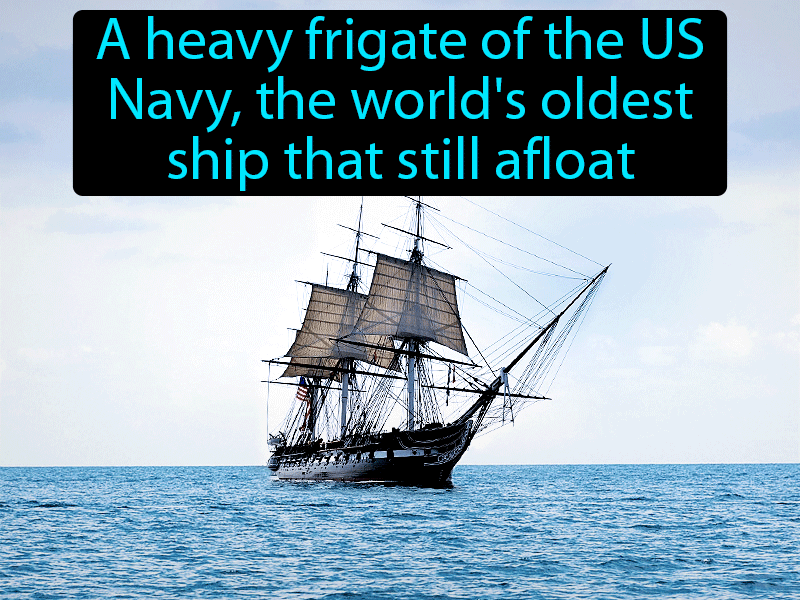 A heavy frigate of the US
Navy, the world's oldest
ship that still afloat